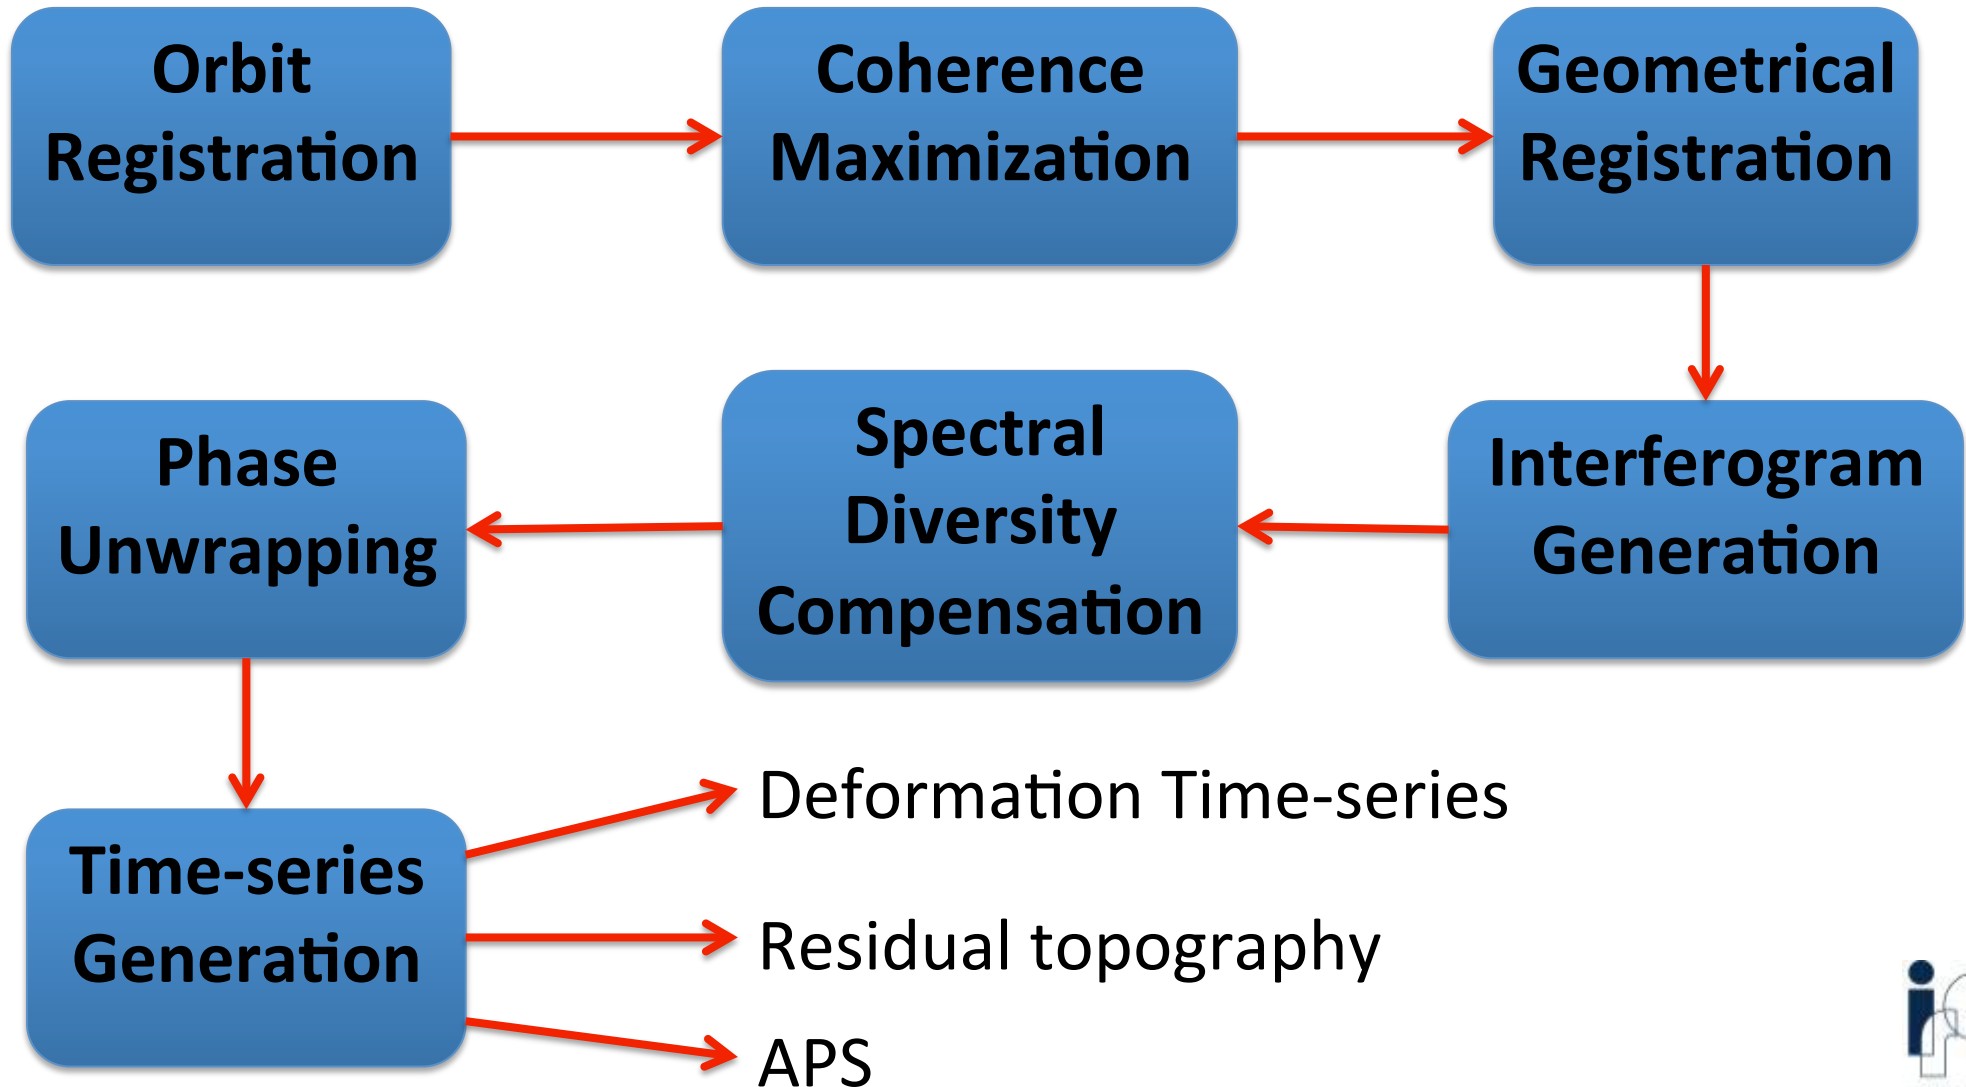 Orbit
Registration
Coherence
Maximization
Geometrical
Registration
Interferogram
Generation
Spectral
Diversity
Compensation
Phase
Unwrapping
Time-series
Generation
Deformation Time-series
Residual topography
APS